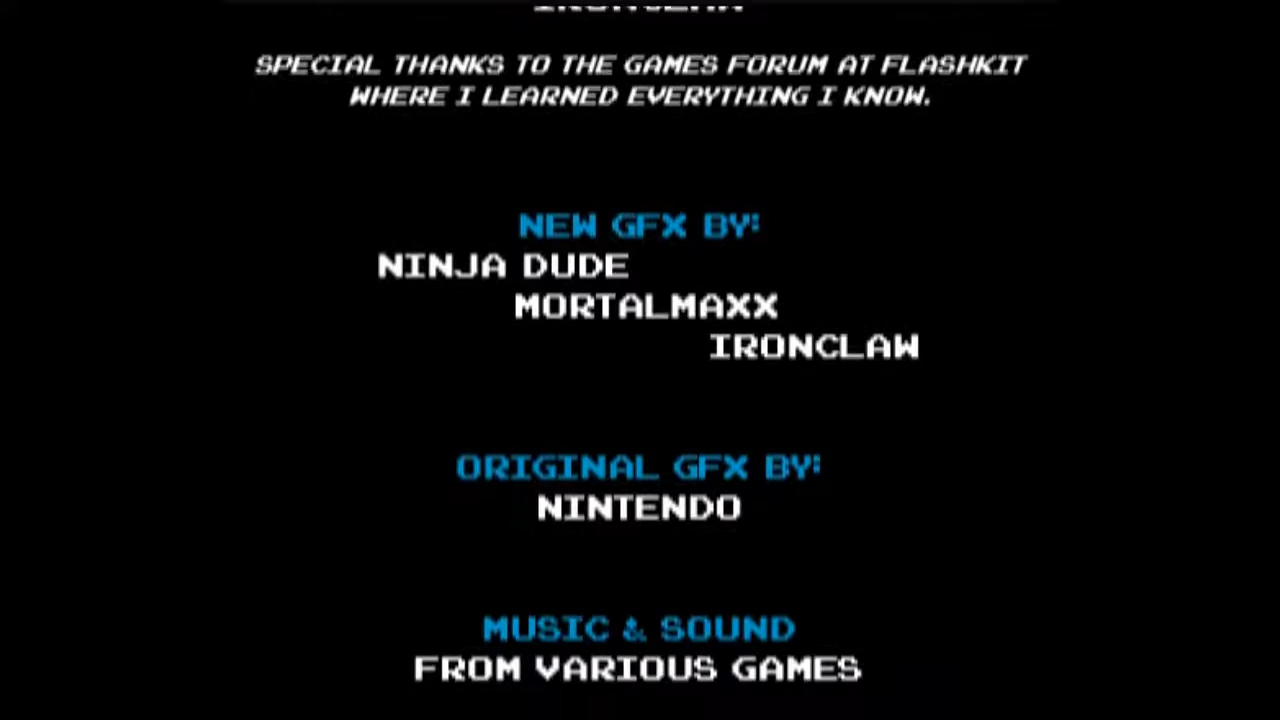 IRONCLAW
SPECIAL THANKS TO THE GAMES FORUM AT FLASHKIT
WHERE I LEARNED EVERYTHING I KNOW.
NEW GFX BY:
NINJA DUDE
MORTALMAXX
IRONCLAW
ORIGINAL GFX BY:
NINTENDO
MUSIC & SOUND
FROM VARIOUS GAMES